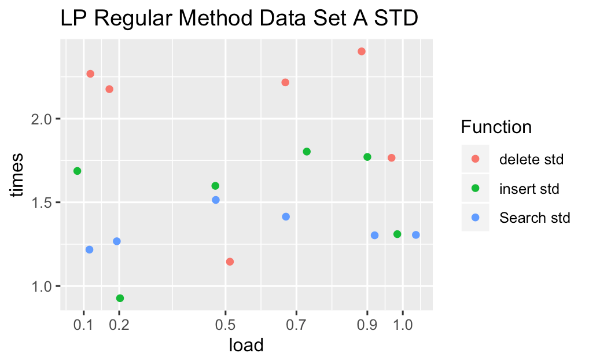 LP Regular Method Data Set A STD
times
2.0
1.5
1.0
0.1 0.2 0.5 0.7 0.9 1.0
load
Function
delete std
insert std
Search std